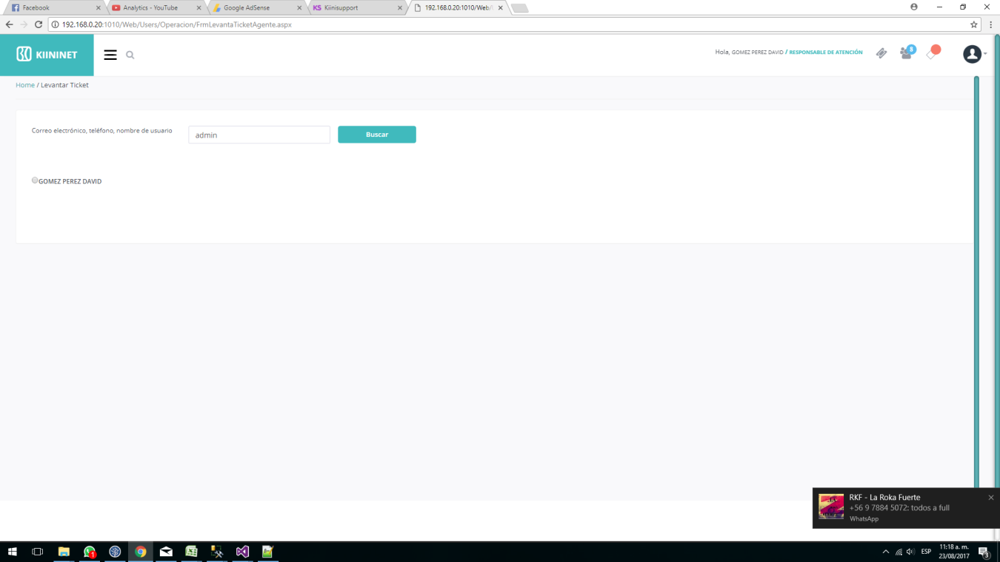 Facebook
Analytics - YouTube
Google AdSense
KS Kiinisupport
192.168.0.20:1010/Web/
192.168.0.20:1010/Web/Users/Operacion/FrmLevantaTicketAgente.aspx
KIININET
Hola, GOMEZ PEREZ DAVID / RESPONSABLE DE ATENCIÓN
8
Home / Levantar Ticket
Correo electrónico, teléfono, nombre de usuario
admin
Buscar
GOMEZ PEREZ DAVID
RKF - La Roka Fuerte
+56 9 7884 5072: todos a full
WhatsApp
1
ESP
11:18 a. m.
23/08/2017
3